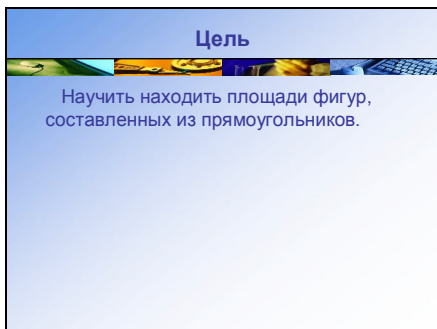 Цель
Научить находить площади фигур,
составленных из прямоугольников.